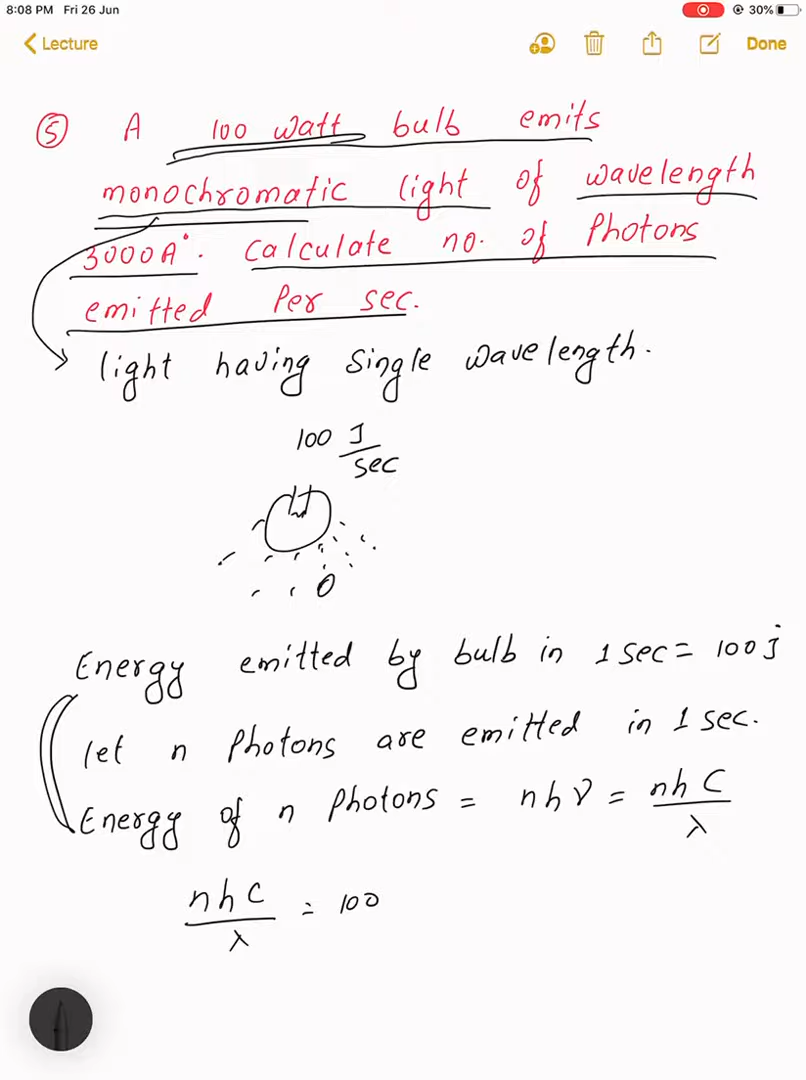 8:08 PM Fri 26 Jun
30%
Lecture
Done
⑤ A 100 watt bulb emits
monochromatic light of wavelength
3000A°. Calculate no. of Photons
emitted Per sec.
light having single wavelength.
100 J/sec
Energy emitted by bulb in 1 sec = 100 j
let n Photons are emitted in 1 sec.
Energy of n Photons = nhν = nhC/λ
nhC/λ = 100